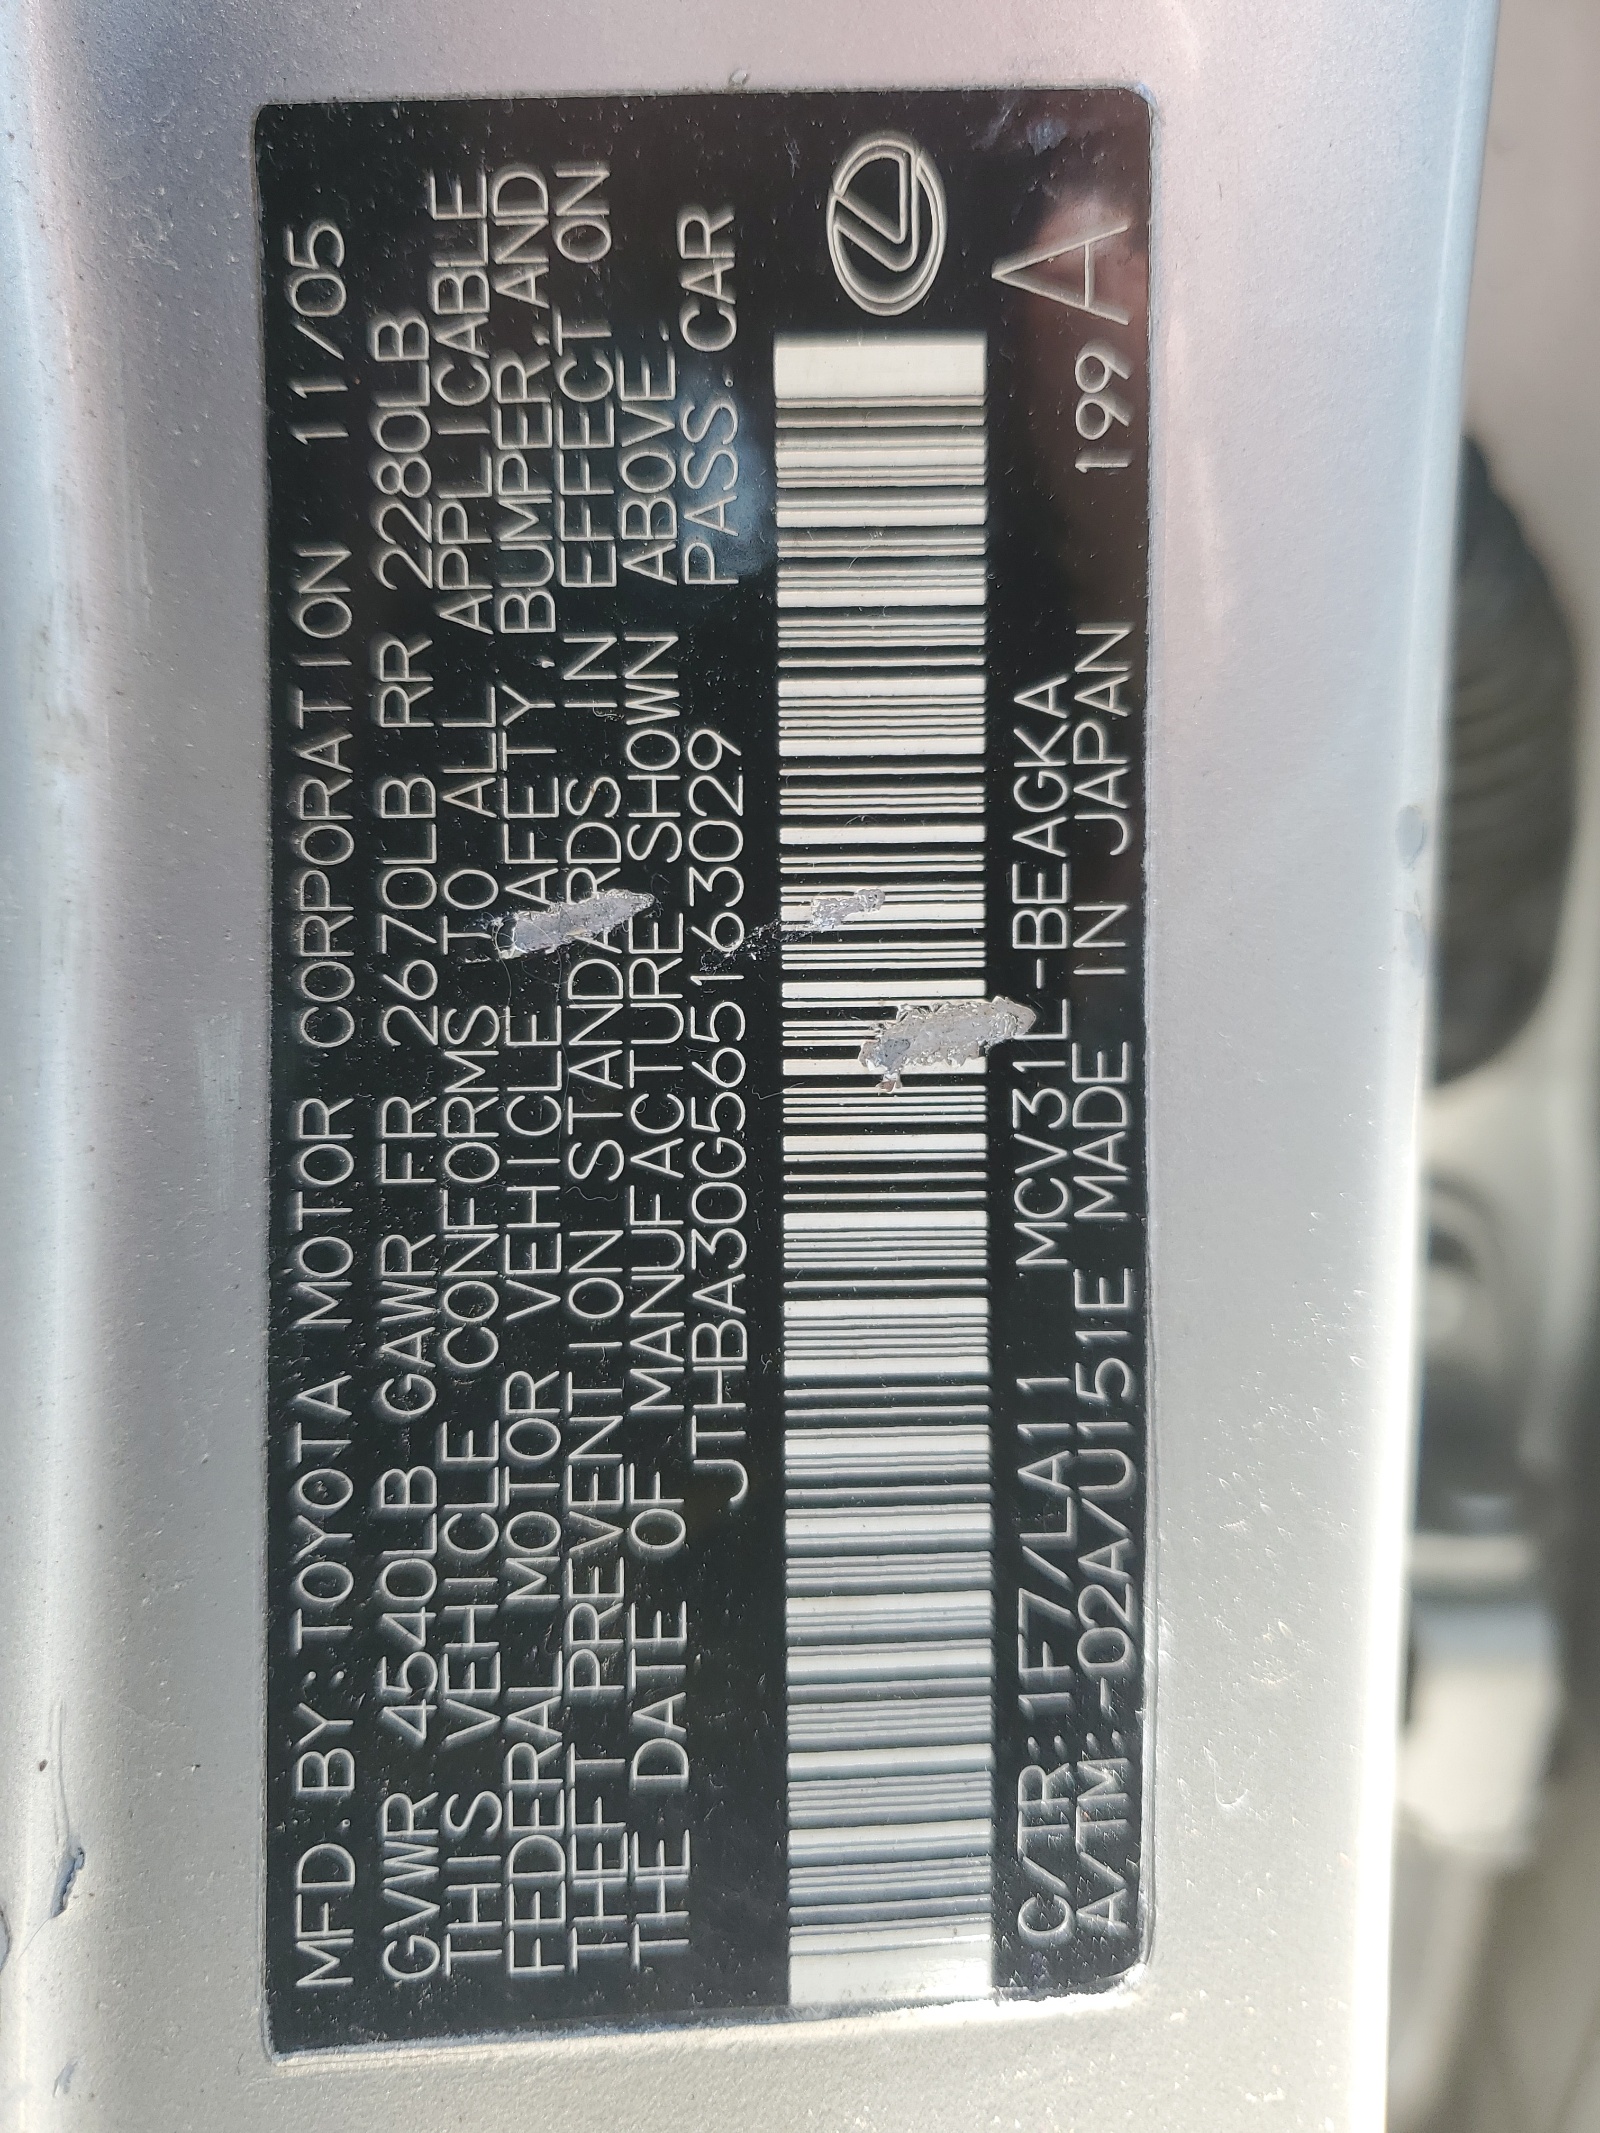 MFD. BY: TOYOTA MOTOR CORPORATION 11/05
GVWR 4540LB GAWR FR 2670LB RR 2280LB
THIS VEHICLE CONFORMS TO ALL APPLICABLE
FEDERAL MOTOR VEHICLE SAFETY, BUMPER, AND
THEFT PREVENTION STANDARDS IN EFFECT ON
THE DATE OF MANUFACTURE SHOWN ABOVE.
JTHBA30G565163029 PASS. CAR
C/TR: 1F7/LA11 MCV31L-BEAGKA
A/TM: -02A/U151E MADE IN JAPAN 199 A